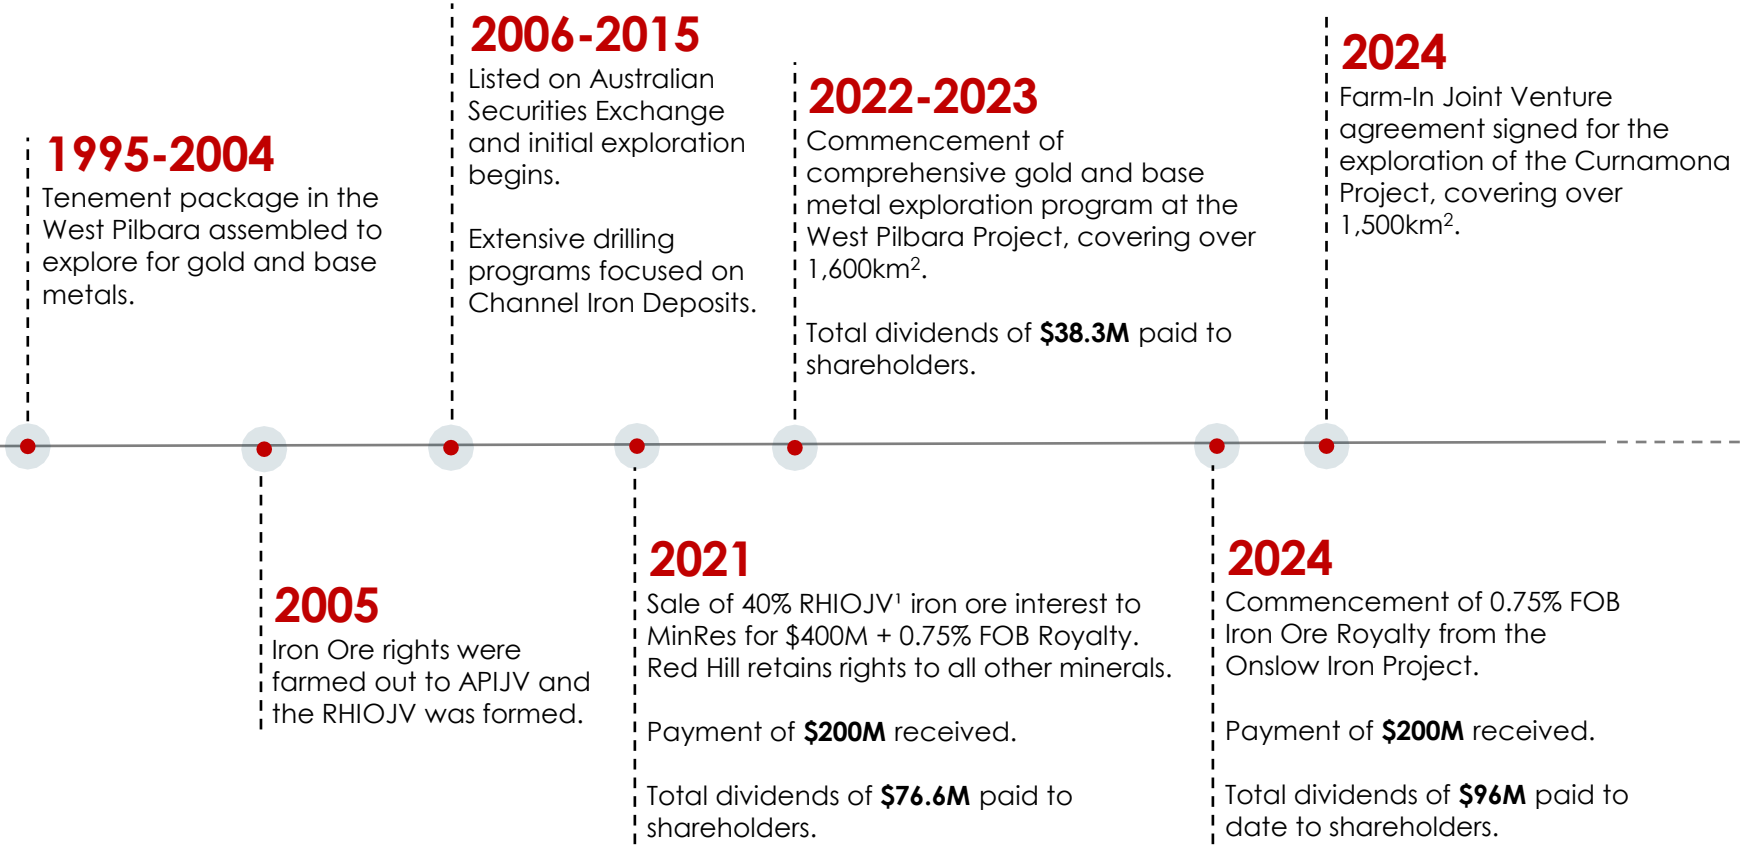 1995-2004
Tenement package in the
West Pilbara assembled to
explore for gold and base
metals.
2005
Iron Ore rights were
farmed out to APIJV and
the RHIOJV was formed.
2006-2015
Listed on Australian
Securities Exchange
and initial exploration
begins.
Extensive drilling
programs focused on
Channel Iron Deposits.
2021
Sale of 40% RHIOJV¹ iron ore interest to
MinRes for $400M + 0.75% FOB Royalty.
Red Hill retains rights to all other minerals.
Payment of $200M received.
Total dividends of $76.6M paid to
shareholders.
2022-2023
Commencement of
comprehensive gold and base
metal exploration program at the
West Pilbara Project, covering over
1,600km².
Total dividends of $38.3M paid to
shareholders.
2024
Commencement of 0.75% FOB
Iron Ore Royalty from the
Onslow Iron Project.
Payment of $200M received.
Total dividends of $96M paid to
date to shareholders.
2024
Farm-In Joint Venture
agreement signed for the
exploration of the Curnamona
Project, covering over
1,500km².